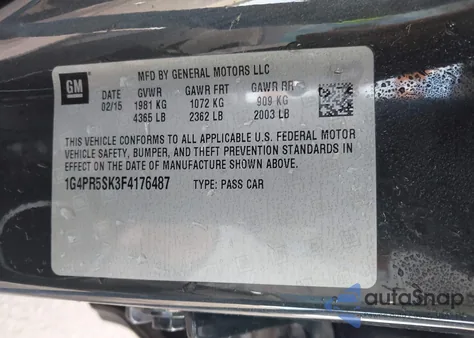 MFD BY GENERAL MOTORS LLC
GM
DATE GVWR GAWR FRT GAWR RR
02/15 1981 KG 1072 KG 909 KG
4365 LB 2362 LB 2003 LB
THIS VEHICLE CONFORMS TO ALL APPLICABLE U.S. FEDERAL MOTOR
VEHICLE SAFETY, BUMPER, AND THEFT PREVENTION STANDARDS IN
EFFECT ON THE DATE OF MANUFACTURE SHOWN ABOVE.
1G4PR5SK3F4176487 TYPE: PASS CAR
autoSnap